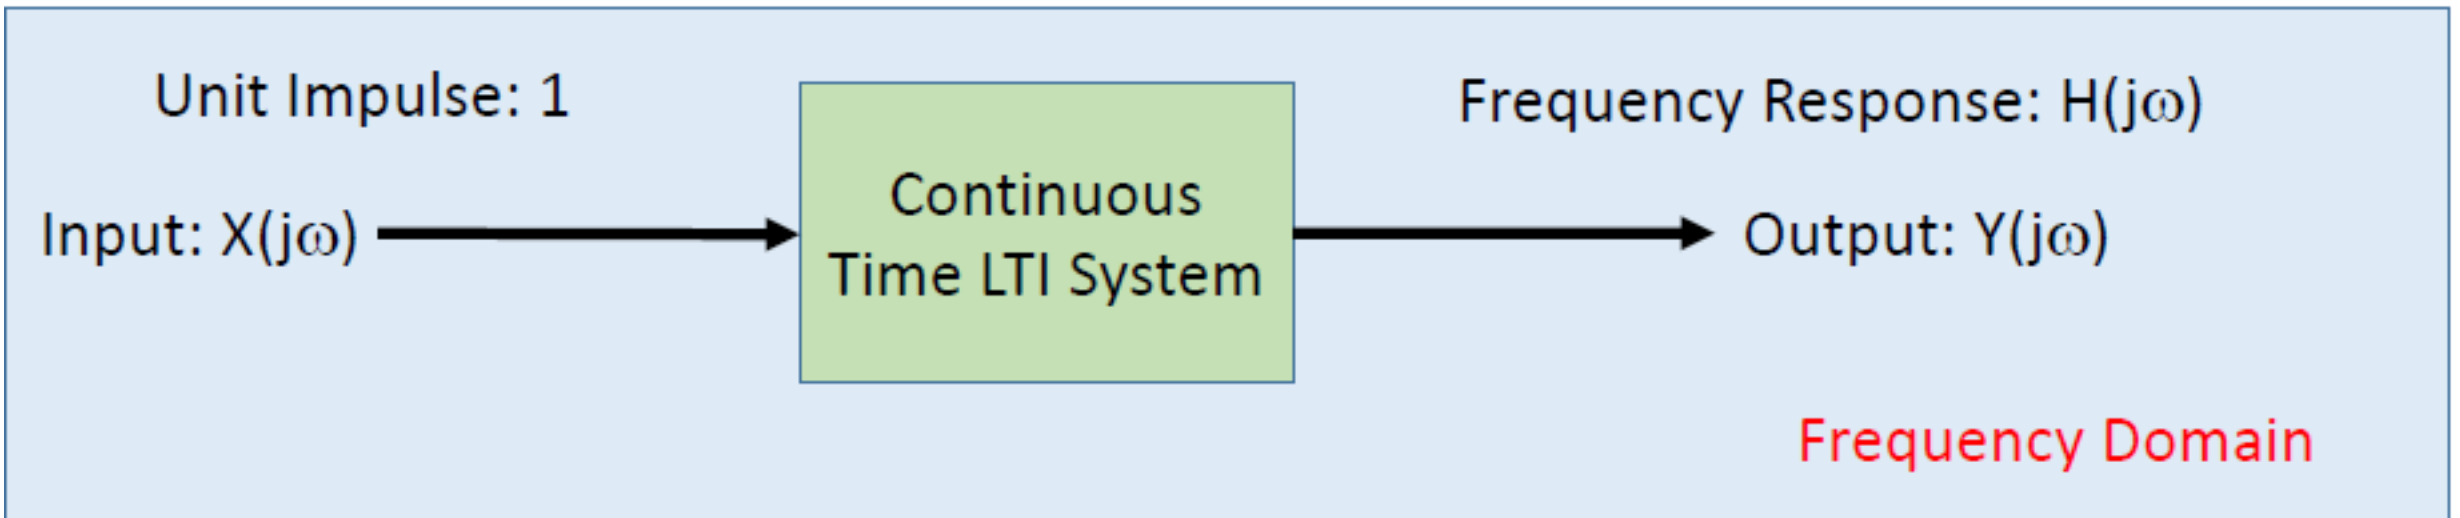 Unit Impulse: 1
Frequency Response: H(jω)
Input: X(jω)
Continuous
Time LTI System
Output: Y(jω)
Frequency Domain